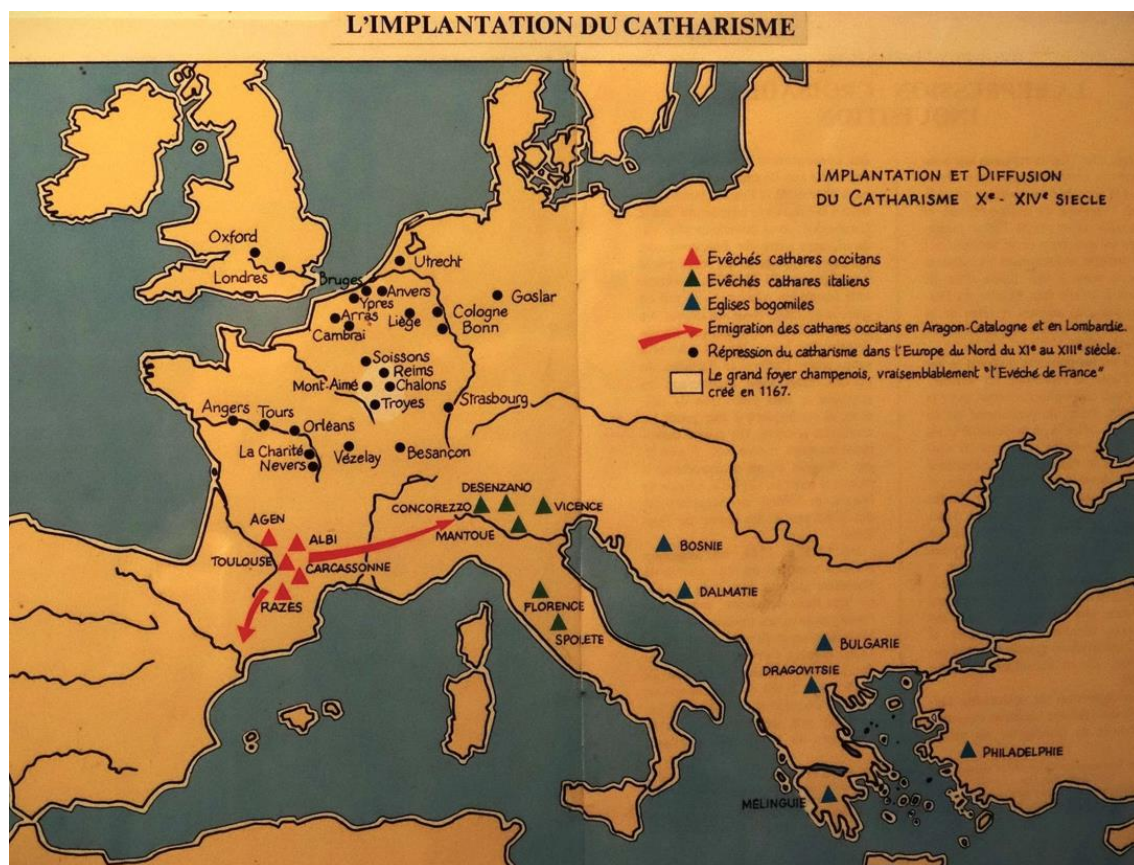 L'IMPLANTATION DU CATHARISME
IMPLANTATION ET DIFFUSION
DU CATHARISME Xe - XIVe SIECLE
Evêchés cathares occitans
Evêchés cathares italiens
Eglises bogomiles
Emigration des cathares occitans en Aragon-Catalogne et en Lombardie.
Répression du catharisme dans l'Europe du Nord du XIe au XIIIe siècle.
Le grand foyer champenois, vraisemblablement "l'Evéché de France"
créé en 1167.
Oxford
Londres
Utrecht
Bruges
Anvers
Ypres
Goslar
Arras
Liège
Cologne
Cambrai
Bonn
Soissons
Reims
Mont-Aimé
Chalons
Troyes
Strasbourg
Angers
Tours
Orléans
La Charité
Nevers
Vézelay
Besançon
DESENZANO
CONCOREZZO
VICENCE
MANTOUE
AGEN
ALBI
TOULOUSE
CARCASSONNE
RAZÈS
BOSNIE
DALMATIE
FLORENCE
SPOLETE
BULGARIE
DRAGOVITSIE
PHILADELPHIE
MÉLINGUIE